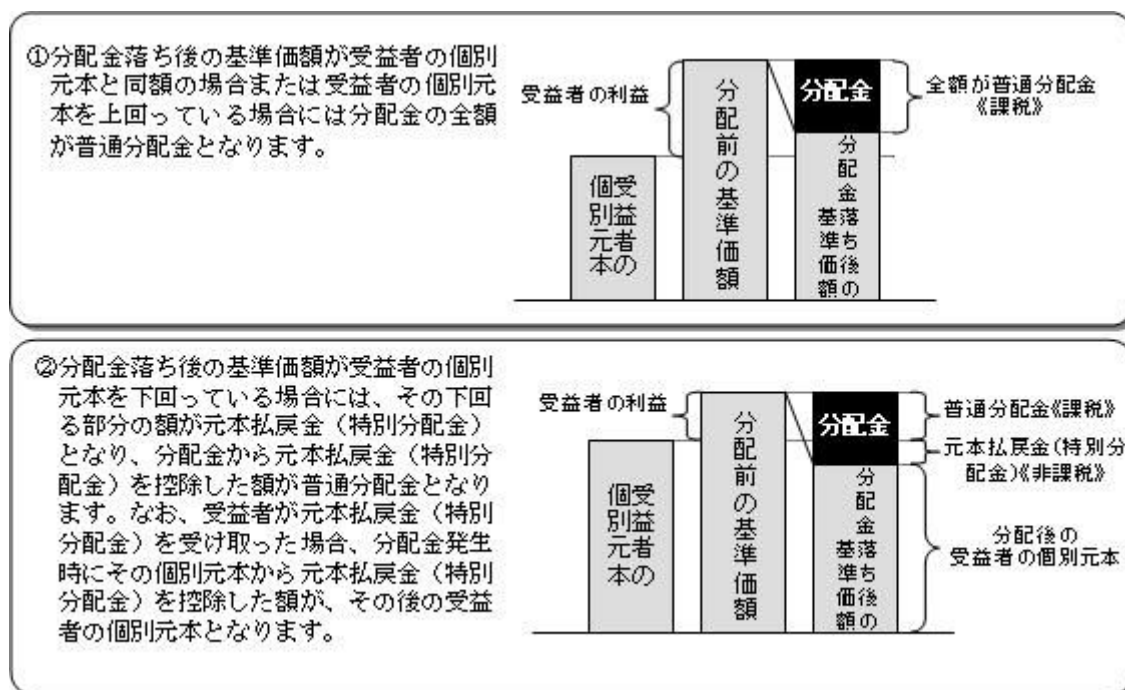 ①分配金落ち後の基準価額が受益者の個別
元本と同額の場合または受益者の個別元
本を上回っている場合には分配金の全額
が普通分配金となります。
受益者の利益
受益者の
個別元本
分配前の基準価額
分配金
分配金落ち後の
基準価額
全額が普通分配金
《課税》
②分配金落ち後の基準価額が受益者の個別
元本を下回っている場合には、その下回
る部分の額が元本払戻金（特別分配金）
となり、分配金から元本払戻金（特別分
配金）を控除した額が普通分配金となり
ます。なお、受益者が元本払戻金（特別
分配金）を受け取った場合、分配金発生
時にその個別元本から元本払戻金（特別
分配金）を控除した額が、その後の受益
者の個別元本となります。
受益者の利益
受益者の
個別元本
分配前の基準価額
分配金
分配金落ち後の
基準価額
普通分配金《課税》
元本払戻金(特別分
配金)《非課税》
分配後の
受益者の個別元本